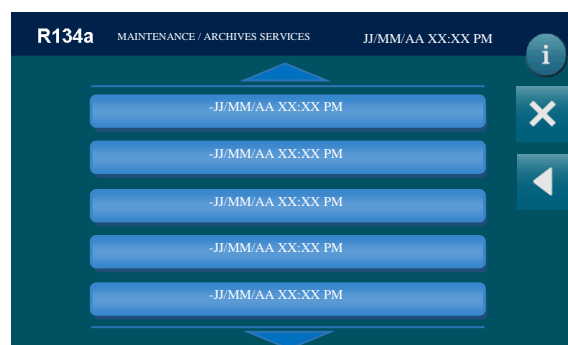 R134a MAINTENANCE / ARCHIVES SERVICES JJ/MM/AA XX:XX PM
i
-JJ/MM/AA XX:XX PM
-JJ/MM/AA XX:XX PM
-JJ/MM/AA XX:XX PM
-JJ/MM/AA XX:XX PM
-JJ/MM/AA XX:XX PM